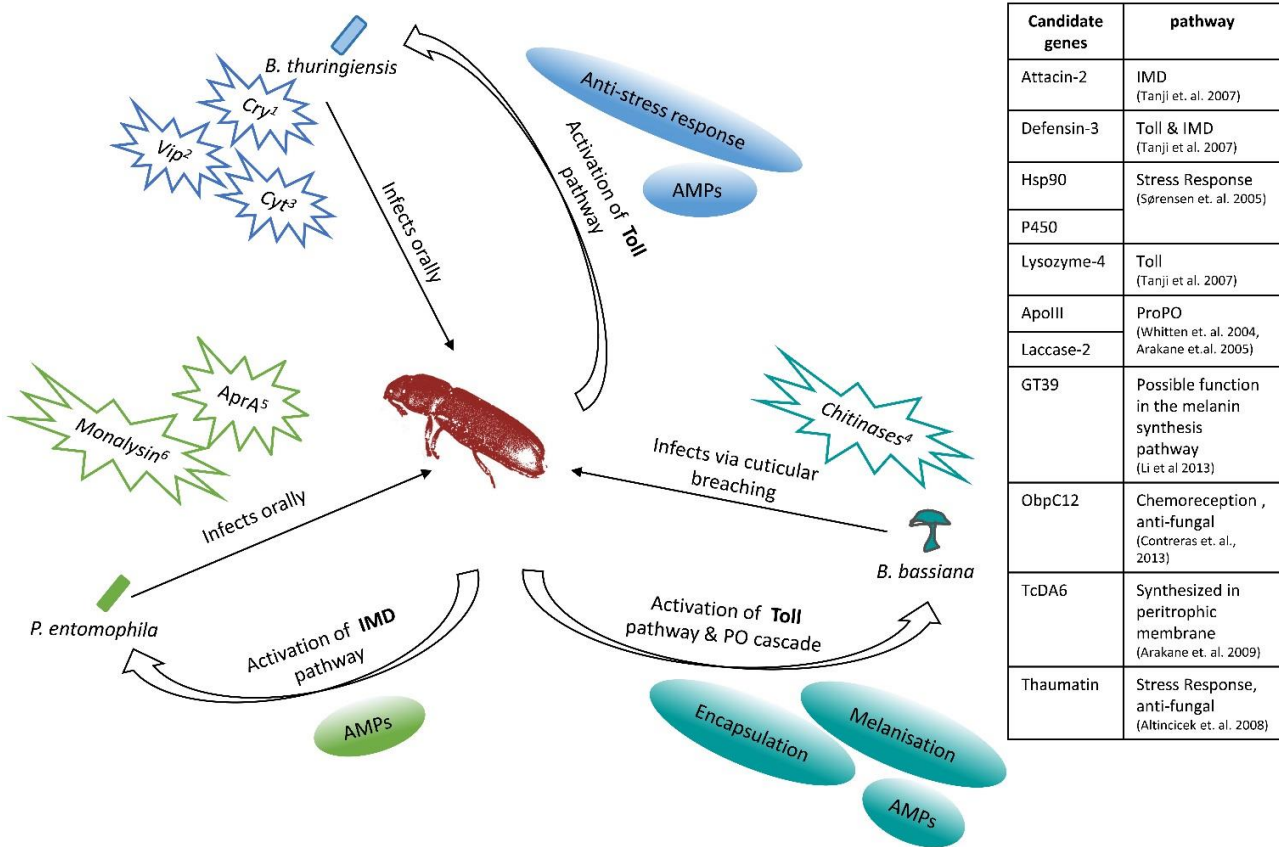 B. thuringiensis
Cry¹
Vip²
Cyt³
Infects orally
Activation of Toll
pathway
Anti-stress response
AMPs
AprA⁵
Monalysin⁶
Infects orally
P. entomophila
Chitinases⁴
Infects via cuticular
breaching
B. bassiana
Activation of IMD
pathway
AMPs
Activation of Toll
pathway & PO cascade
Encapsulation
Melanisation
AMPs
Candidate genes
pathway
Attacin-2
IMD
(Tanji et. al. 2007)
Defensin-3
Toll & IMD
(Tanji et. al. 2007)
Hsp90
Stress Response
(Sørensen et. al. 2005)
P450
Lysozyme-4
Toll
(Tanji et. al. 2007)
ApoIII
ProPO
(Whitten et. al. 2004,
Arakane et.al. 2005)
Laccase-2
GT39
Possible function
in the melanin
synthesis
pathway
(Li et al 2013)
ObpC12
Chemoreception ,
anti-fungal
(Contreras et. al.,
2013)
TcDA6
Synthesized in
peritrophic
membrane
(Arakane et. al. 2009)
Thaumatin
Stress Response,
anti-fungal
(Altincicek et. al. 2008)